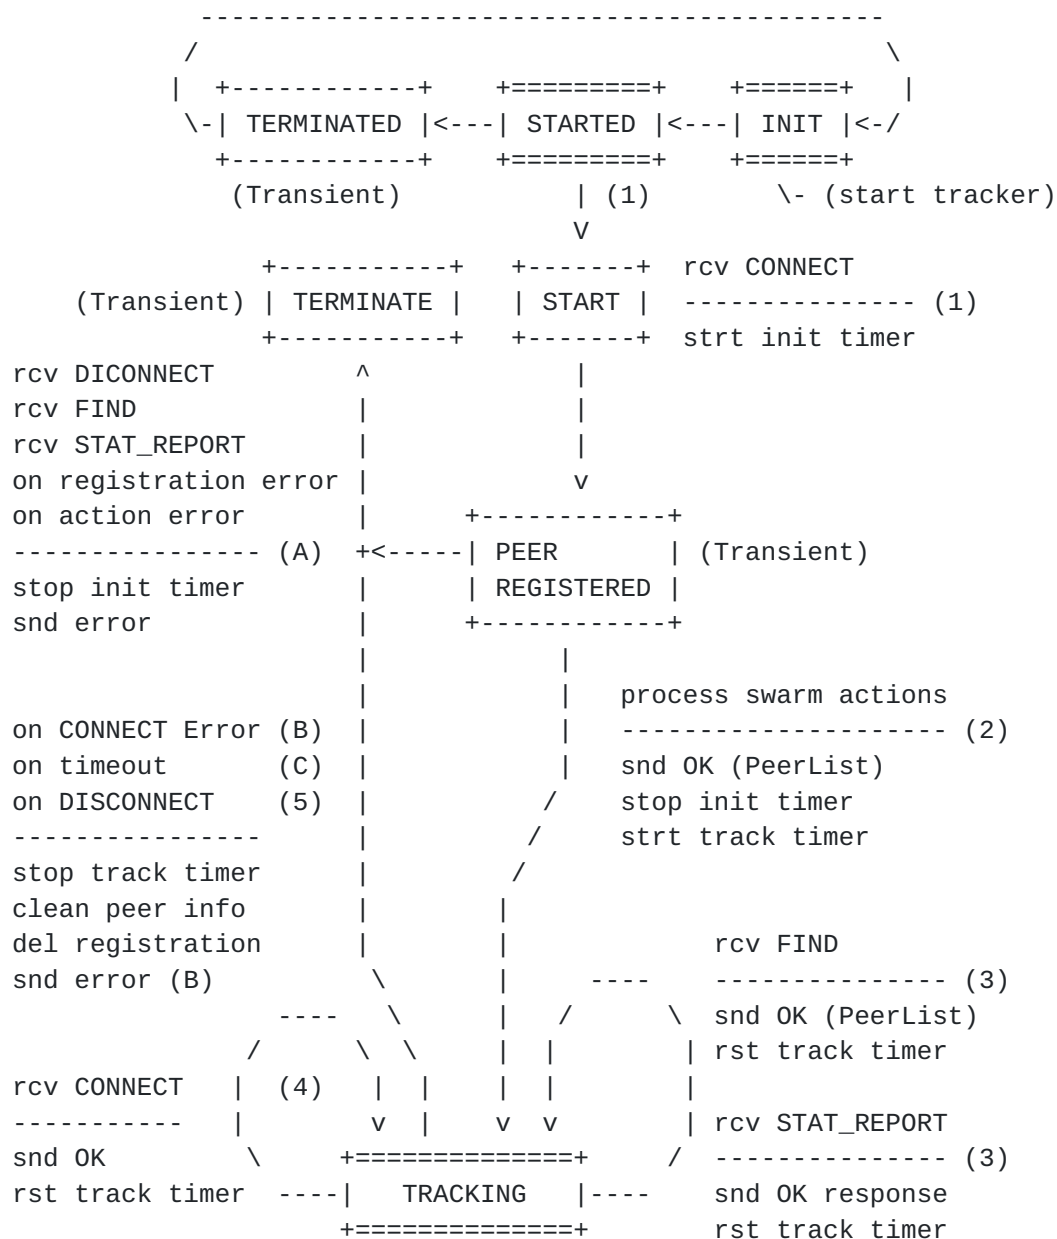 --------------------------------------------
           /                                             \
          |  +------------+    +=========+    +======+   |
           \-| TERMINATED |<---| STARTED |<---| INIT |<-/
             +------------+    +=========+    +======+
              (Transient)           | (1)        \- (start tracker)
                                    V
                +-----------+   +-------+  rcv CONNECT
    (Transient) | TERMINATE |   | START |  --------------- (1)
                +-----------+   +-------+  strt init timer
rcv DICONNECT         ^             |
rcv FIND              |             |
rcv STAT_REPORT       |             |
on registration error |             v
on action error       |      +------------+
---------------- (A)  +<-----| PEER       | (Transient)
stop init timer       |      | REGISTERED |
snd error             |      +------------+
                      |            |
                      |            |   process swarm actions
on CONNECT Error (B)  |            |   --------------------- (2)
on timeout       (C)  |            |   snd OK (PeerList)
on DISCONNECT    (5)  |           /    stop init timer
----------------      |          /     strt track timer
stop track timer      |         /
clean peer info       |        |
del registration      |        |             rcv FIND
snd error (B)          \       |     ----    --------------- (3)
                 ----   \      |   /      \  snd OK (PeerList)
               /      \  \     |  |        | rst track timer
rcv CONNECT   |  (4)   |  |    |  |        |
-----------   |        v  |    v  v        | rcv STAT_REPORT
snd OK         \     +==============+     /  --------------- (3)
rst track timer  ----|   TRACKING   |----    snd OK response
                     +==============+        rst track timer